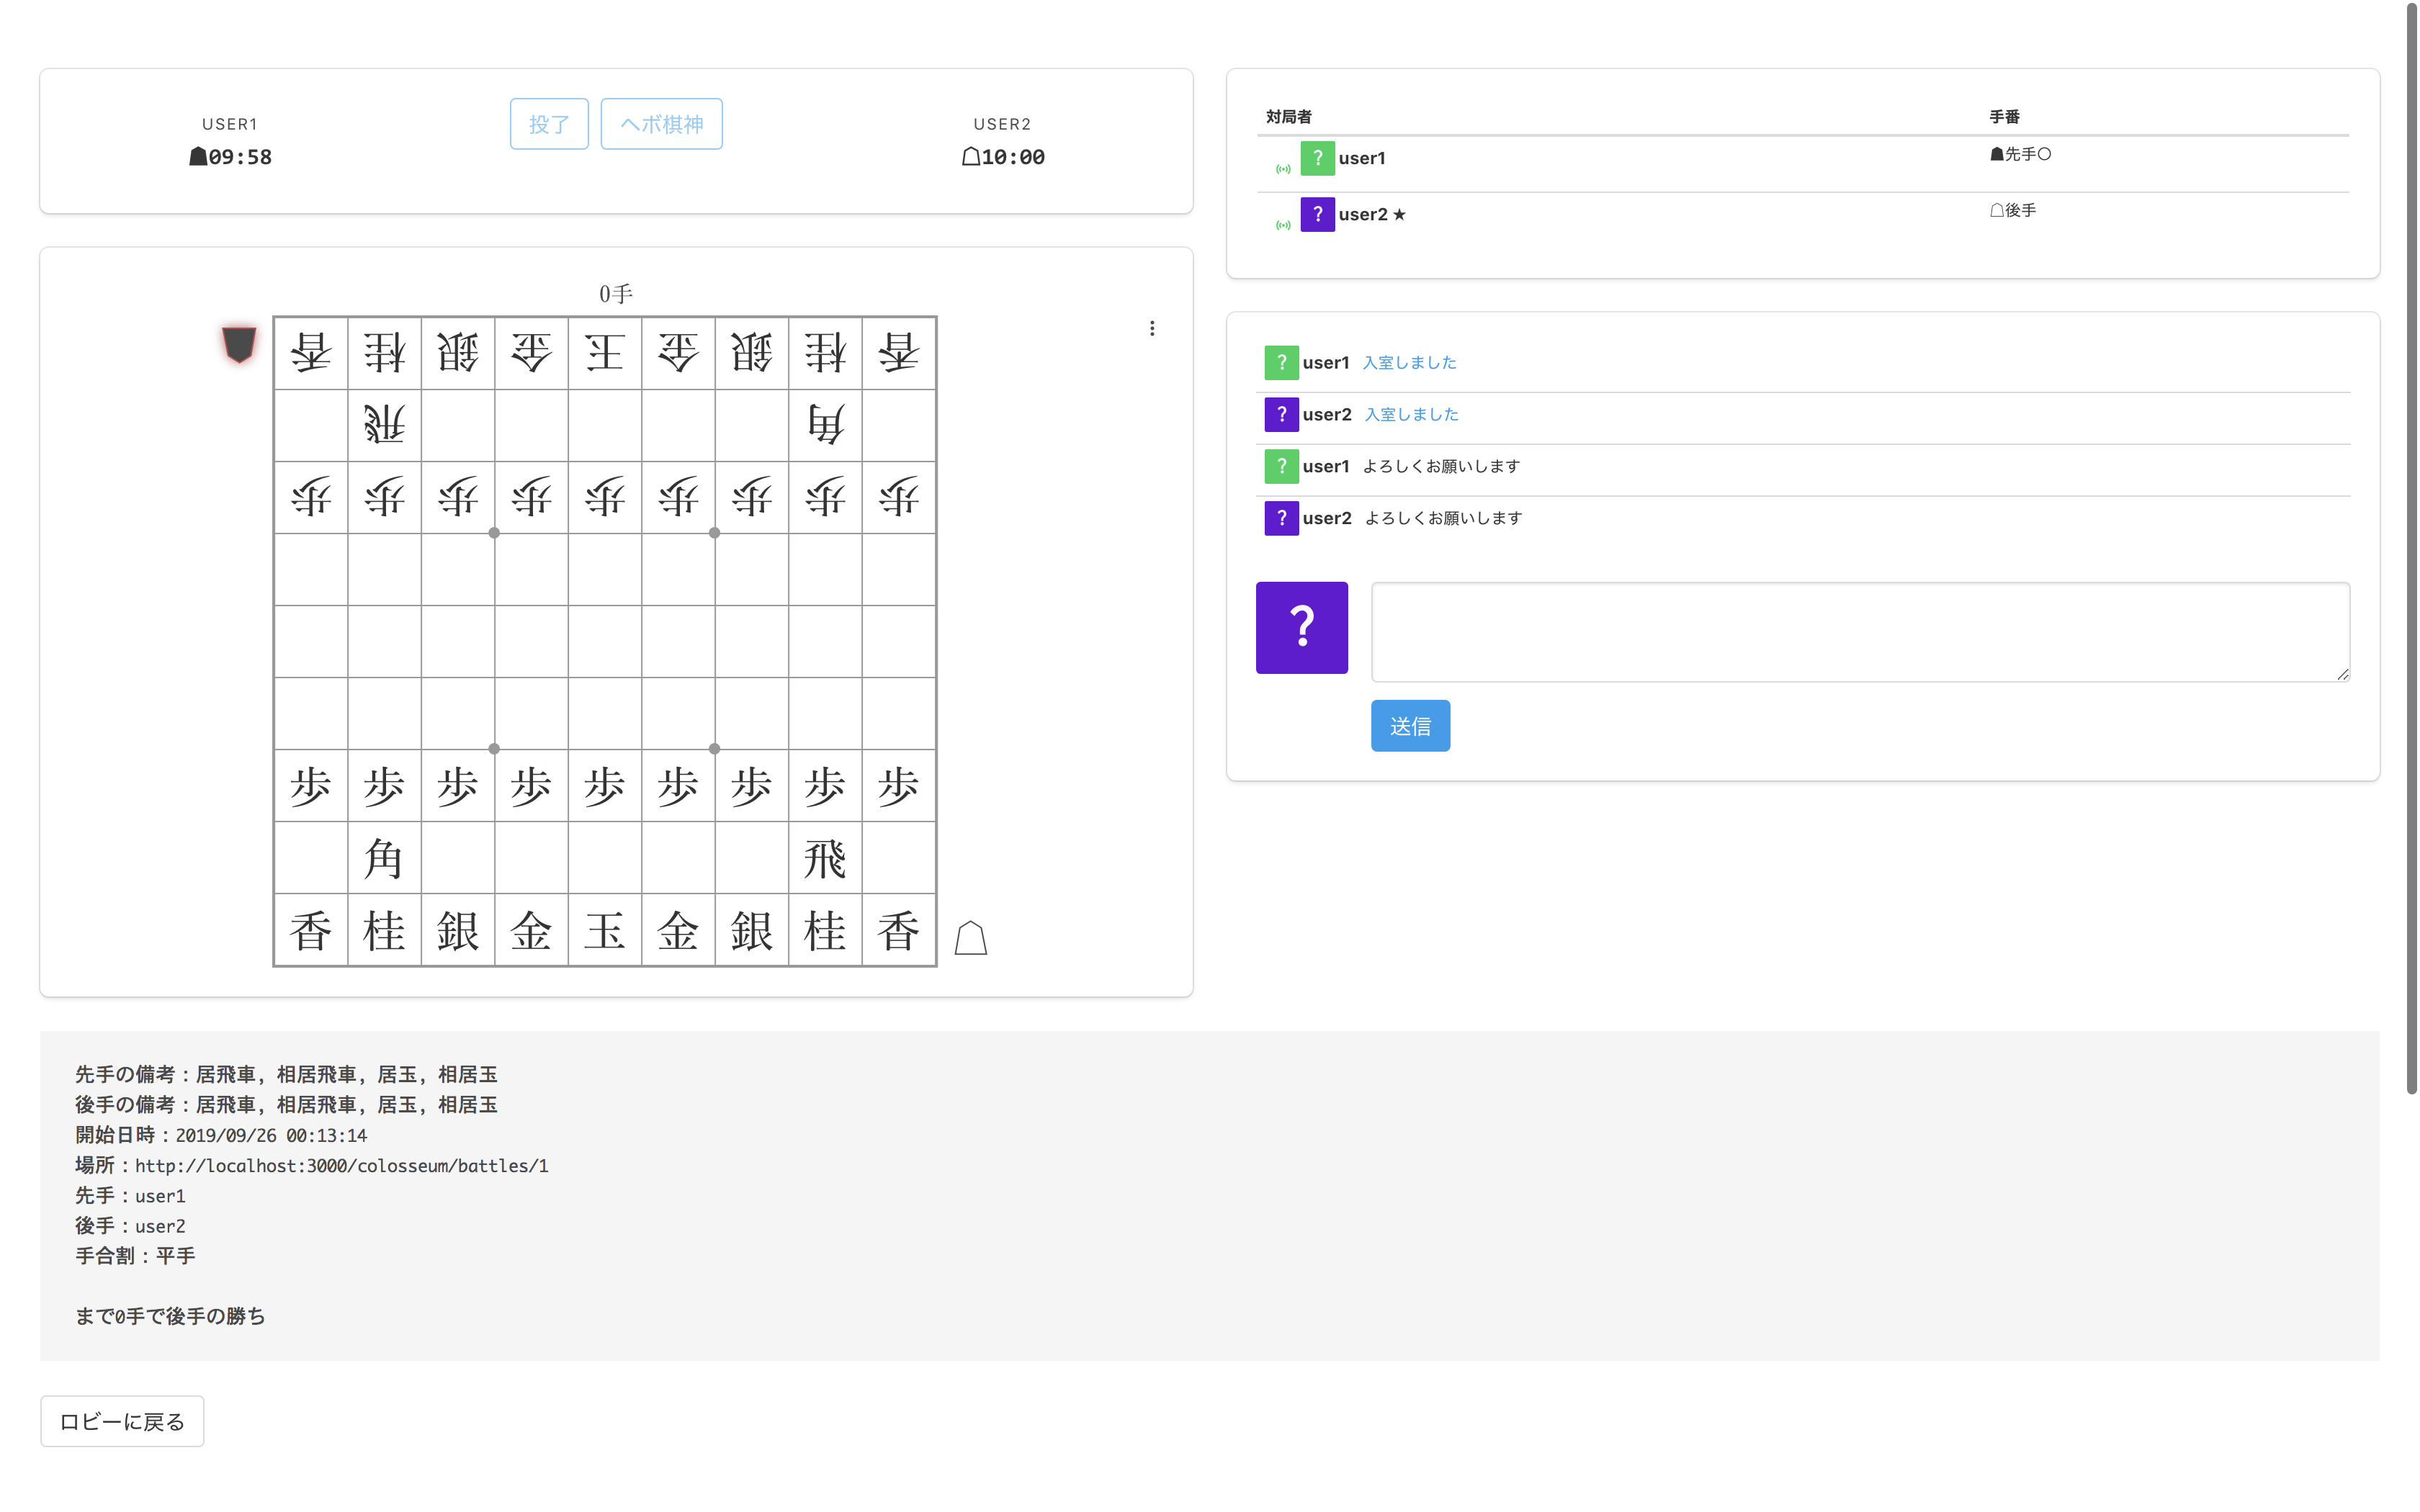 USER1
☗09:58
投了
ヘボ棋神
USER2
☖10:00
0手
香桂銀金王金銀桂香
飛角
歩歩歩歩歩歩歩歩歩
歩歩歩歩歩歩歩歩歩
角飛
香桂銀金玉金銀桂香
対局者 手番
? user1 ☗先手〇
? user2 ★ ☖後手
? user1 入室しました
? user2 入室しました
? user1 よろしくお願いします
? user2 よろしくお願いします
?
送信
先手の備考：居飛車, 相居飛車, 居玉, 相居玉
後手の備考：居飛車, 相居飛車, 居玉, 相居玉
開始日時：2019/09/26 00:13:14
場所：http://localhost:3000/colosseum/battles/1
先手：user1
後手：user2
手合割：平手
まで0手で後手の勝ち
ロビーに戻る